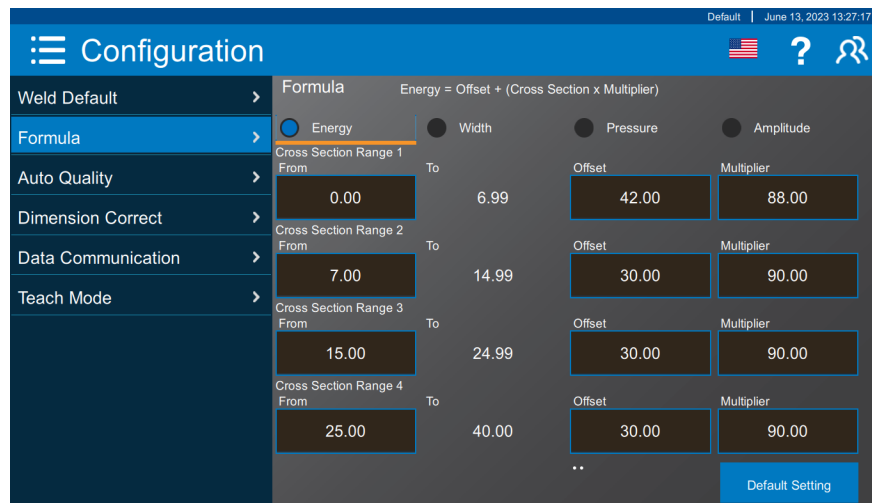 Default | June 13, 2023 13:27:17
Configuration ?
Weld Default
Formula
Auto Quality
Dimension Correct
Data Communication
Teach Mode
Formula Energy = Offset + (Cross Section x Multiplier)
Energy Width Pressure Amplitude
Cross Section Range 1
From To Offset Multiplier
0.00 6.99 42.00 88.00
Cross Section Range 2
From To Offset Multiplier
7.00 14.99 30.00 90.00
Cross Section Range 3
From To Offset Multiplier
15.00 24.99 30.00 90.00
Cross Section Range 4
From To Offset Multiplier
25.00 40.00 30.00 90.00
Default Setting